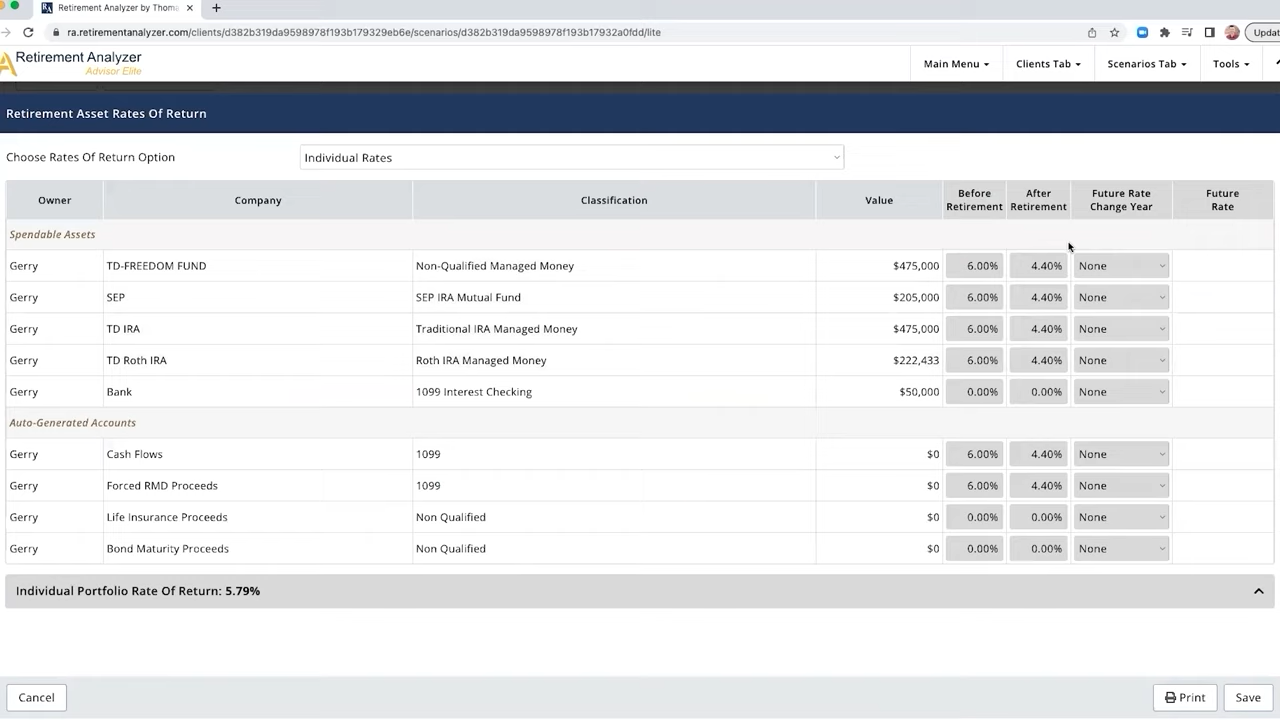 Retirement Analyzer by Thoma
ra.retirementanalyzer.com/clients/d382b319da9598978f193b179329eb6e/scenarios/d382b319da9598978f193b17932a0fdd/lite
Updat
Retirement Analyzer
Advisor Elite
Main Menu
Clients Tab
Scenarios Tab
Tools
Retirement Asset Rates Of Return
Choose Rates Of Return Option
Individual Rates
Owner Company Classification Value Before Retirement After Retirement Future Rate Change Year Future Rate
Spendable Assets
Gerry TD-FREEDOM FUND Non-Qualified Managed Money $475,000 6.00% 4.40% None
Gerry SEP SEP IRA Mutual Fund $205,000 6.00% 4.40% None
Gerry TD IRA Traditional IRA Managed Money $475,000 6.00% 4.40% None
Gerry TD Roth IRA Roth IRA Managed Money $222,433 6.00% 4.40% None
Gerry Bank 1099 Interest Checking $50,000 0.00% 0.00% None
Auto-Generated Accounts
Gerry Cash Flows 1099 $0 6.00% 4.40% None
Gerry Forced RMD Proceeds 1099 $0 6.00% 4.40% None
Gerry Life Insurance Proceeds Non Qualified $0 0.00% 0.00% None
Gerry Bond Maturity Proceeds Non Qualified $0 0.00% 0.00% None
Individual Portfolio Rate Of Return: 5.79%
Cancel
Print
Save